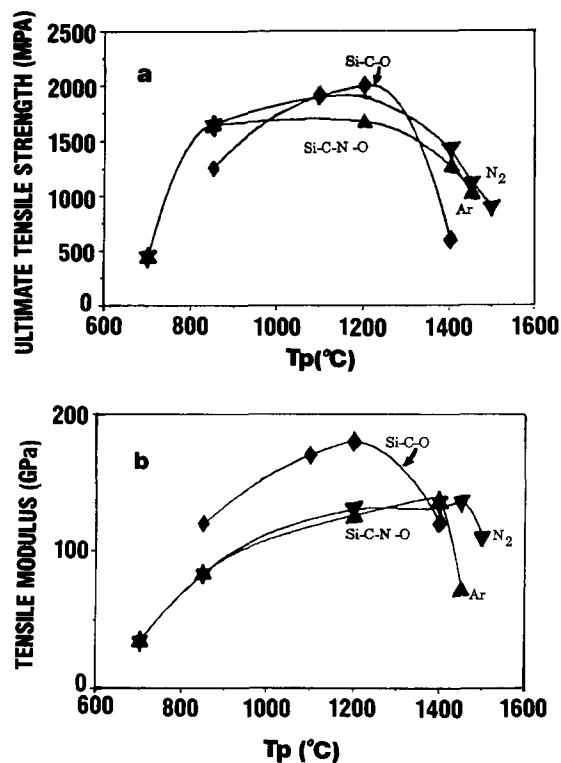 2500
2000
1500
1000
500
0
ULTIMATE TENSILE STRENGTH (MPA)
a
Si-C-O
Si-C-N-O
N2
Ar
600 800 1000 1200 1400 1600
Tp(°C)
200
100
0
TENSILE MODULUS (GPa)
b
Si-C-O
Si-C-N-O
N2
Ar
600 800 1000 1200 1400 1600
Tp (°C)